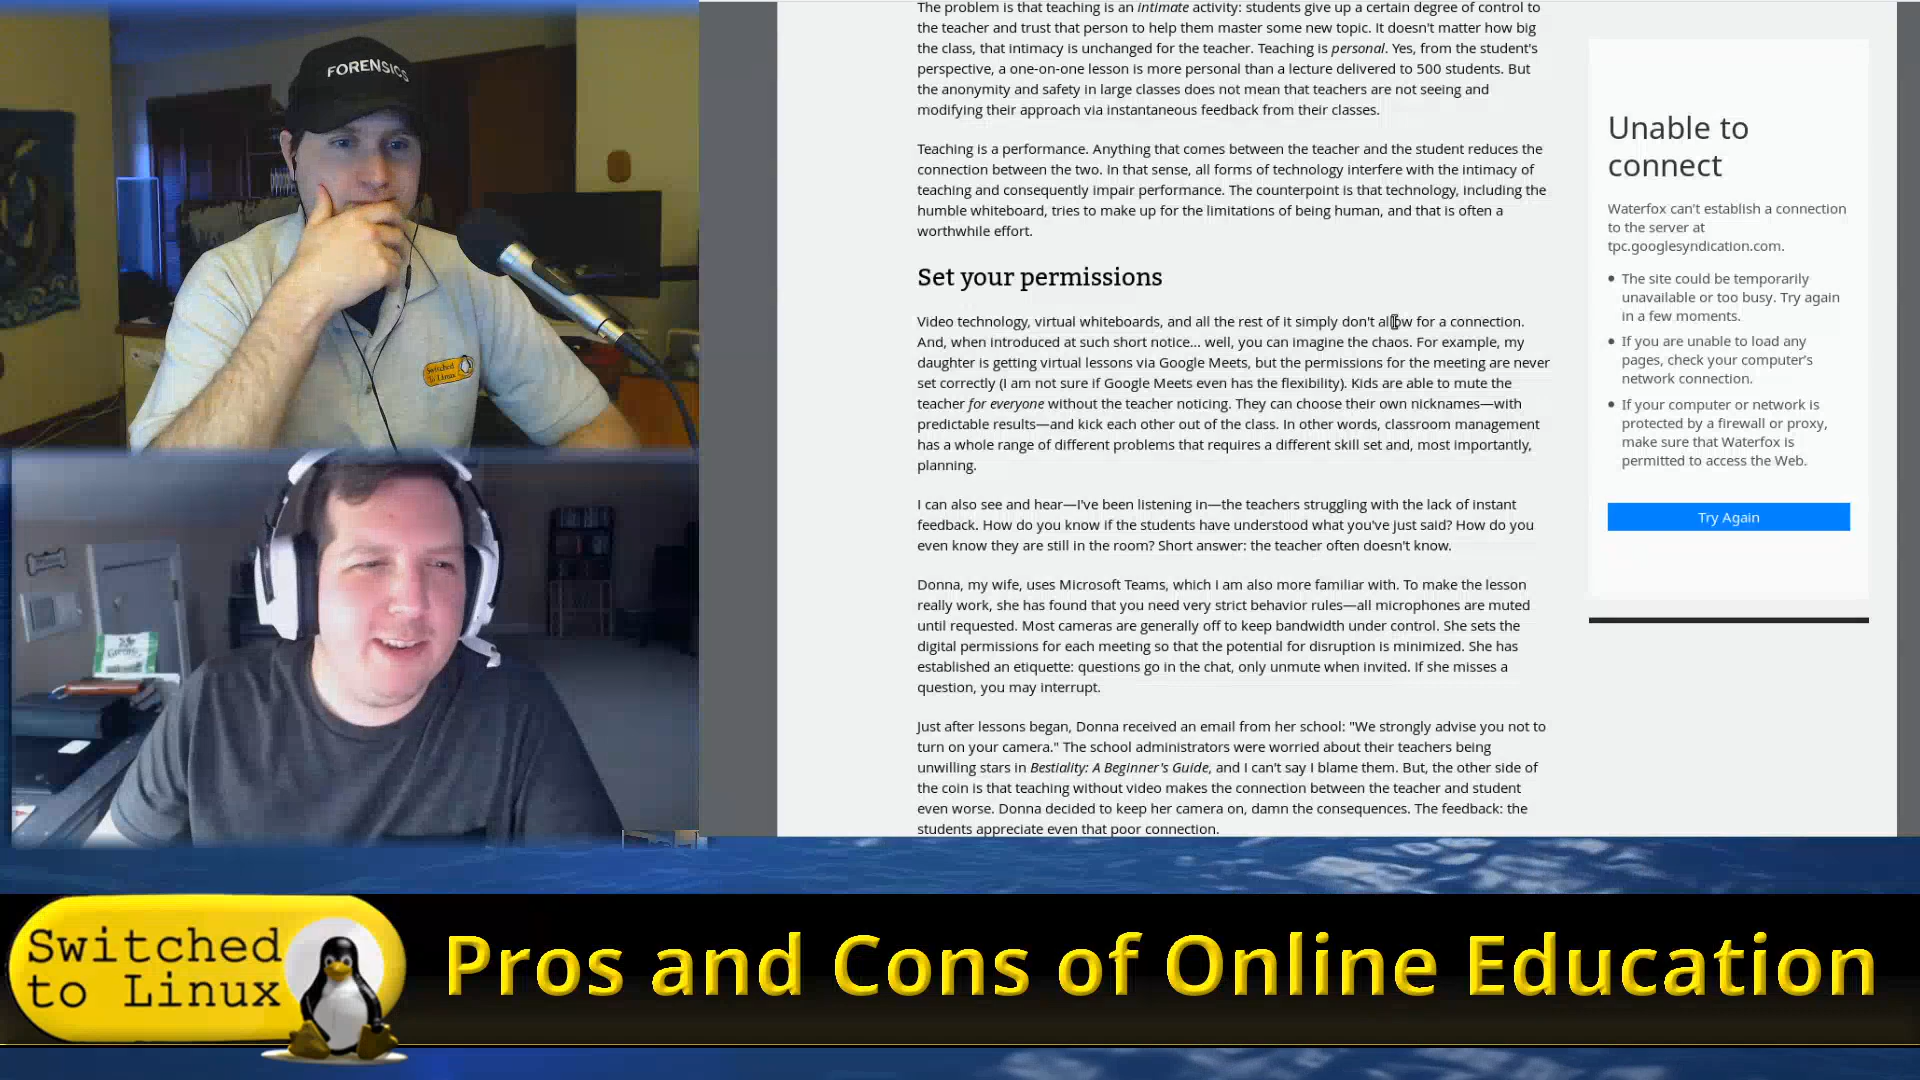 FORENSICS
Switched
To Linux
The problem is that teaching is an intimate activity: students give up a certain degree of control to
the teacher and trust that person to help them master some new topic. It doesn't matter how big
the class, that intimacy is unchanged for the teacher. Teaching is personal. Yes, from the student's
perspective, a one-on-one lesson is more personal than a lecture delivered to 500 students. But
the anonymity and safety in large classes does not mean that teachers are not seeing and
modifying their approach via instantaneous feedback from their classes.
Teaching is a performance. Anything that comes between the teacher and the student reduces the
connection between the two. In that sense, all forms of technology interfere with the intimacy of
teaching and consequently impair performance. The counterpoint is that technology, including the
humble whiteboard, tries to make up for the limitations of being human, and that is often a
worthwhile effort.
Set your permissions
Video technology, virtual whiteboards, and all the rest of it simply don't allow for a connection.
And, when introduced at such short notice... well, you can imagine the chaos. For example, my
daughter is getting virtual lessons via Google Meets, but the permissions for the meeting are never
set correctly (I am not sure if Google Meets even has the flexibility). Kids are able to mute the
teacher for everyone without the teacher noticing. They can choose their own nicknames—with
predictable results—and kick each other out of the class. In other words, classroom management
has a whole range of different problems that requires a different skill set and, most importantly,
planning.
I can also see and hear—I've been listening in—the teachers struggling with the lack of instant
feedback. How do you know if the students have understood what you've just said? How do you
even know they are still in the room? Short answer: the teacher often doesn't know.
Donna, my wife, uses Microsoft Teams, which I am also more familiar with. To make the lesson
really work, she has found that you need very strict behavior rules—all microphones are muted
until requested. Most cameras are generally off to keep bandwidth under control. She sets the
digital permissions for each meeting so that the potential for disruption is minimized. She has
established an etiquette: questions go in the chat, only unmute when invited. If she misses a
question, you may interrupt.
Just after lessons began, Donna received an email from her school: "We strongly advise you not to
turn on your camera." The school administrators were worried about their teachers being
unwilling stars in Bestiality: A Beginner's Guide, and I can't say I blame them. But, the other side of
the coin is that teaching without video makes the connection between the teacher and student
even worse. Donna decided to keep her camera on, damn the consequences. The feedback: the
students appreciate even that poor connection.
Unable to
connect
Waterfox can't establish a connection
to the server at
tpc.googlesyndication.com.
The site could be temporarily
unavailable or too busy. Try again
in a few moments.
If you are unable to load any
pages, check your computer's
network connection.
If your computer or network is
protected by a firewall or proxy,
make sure that Waterfox is
permitted to access the Web.
Try Again
Switched
to Linux
Pros and Cons of Online Education